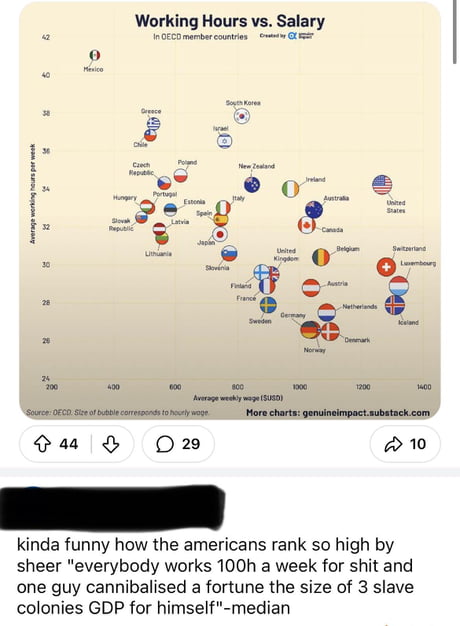 Working Hours vs. Salary
In OECD member countries
Created by genuine impact
42
40
38
36
34
32
30
28
26
24
Average working hours per week
Mexico
South Korea
Greece
Israel
Chile
Czech
Republic
Poland
New Zealand
Ireland
Hungary
Portugal
Estonia
Italy
Australia
United
States
Spain
Slovak
Republic
Latvia
Canada
Japan
Lithuania
United
Kingdom
Belgium
Switzerland
Slovenia
Luxembourg
Finland
Austria
France
Netherlands
Sweden
Germany
Iceland
Denmark
Norway
200
400
600
800
1000
1200
1400
Average weekly wage ($USD)
Source: OECD. Size of bubble corresponds to hourly wage.
More charts: genuineimpact.substack.com
44
29
10
kinda funny how the americans rank so high by
sheer "everybody works 100h a week for shit and
one guy cannibalised a fortune the size of 3 slave
colonies GDP for himself"-median